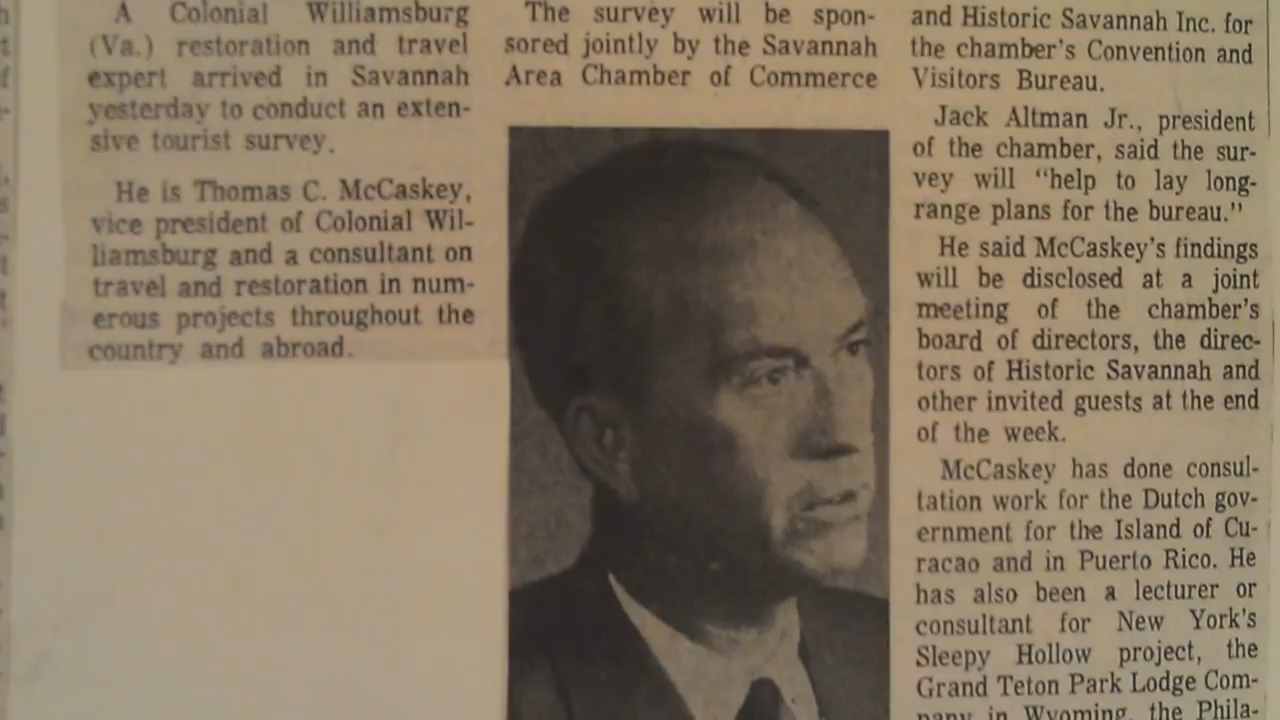 A Colonial Williamsburg
(Va.) restoration and travel
expert arrived in Savannah
yesterday to conduct an exten-
sive tourist survey.
He is Thomas C. McCaskey,
vice president of Colonial Wil-
liamsburg and a consultant on
travel and restoration in num-
erous projects throughout the
country and abroad.
The survey will be spon-
sored jointly by the Savannah
Area Chamber of Commerce
and Historic Savannah Inc. for
the chamber's Convention and
Visitors Bureau.
Jack Altman Jr., president
of the chamber, said the sur-
vey will "help to lay long-
range plans for the bureau."
He said McCaskey's findings
will be disclosed at a joint
meeting of the chamber's
board of directors, the direc-
tors of Historic Savannah and
other invited guests at the end
of the week.
McCaskey has done consul-
tation work for the Dutch gov-
ernment for the Island of Cu-
racao and in Puerto Rico. He
has also been a lecturer or
consultant for New York's
Sleepy Hollow project, the
Grand Teton Park Lodge Com-
pany in Wyoming, the Phila-